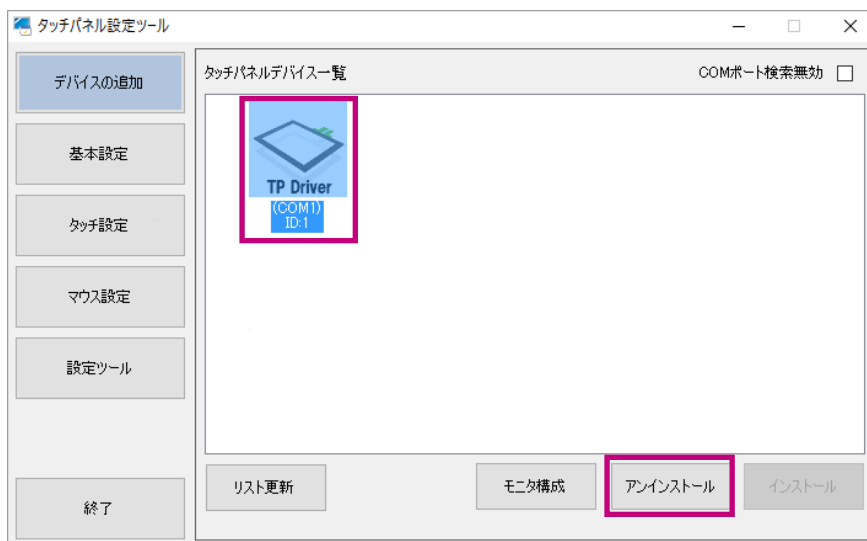 タッチパネル設定ツール
デバイスの追加
基本設定
タッチ設定
マウス設定
設定ツール
終了
タッチパネルデバイス一覧
COMポート検索無効
TP Driver
(COM1)
ID:1
リスト更新
モニタ構成
アンインストール
インストール